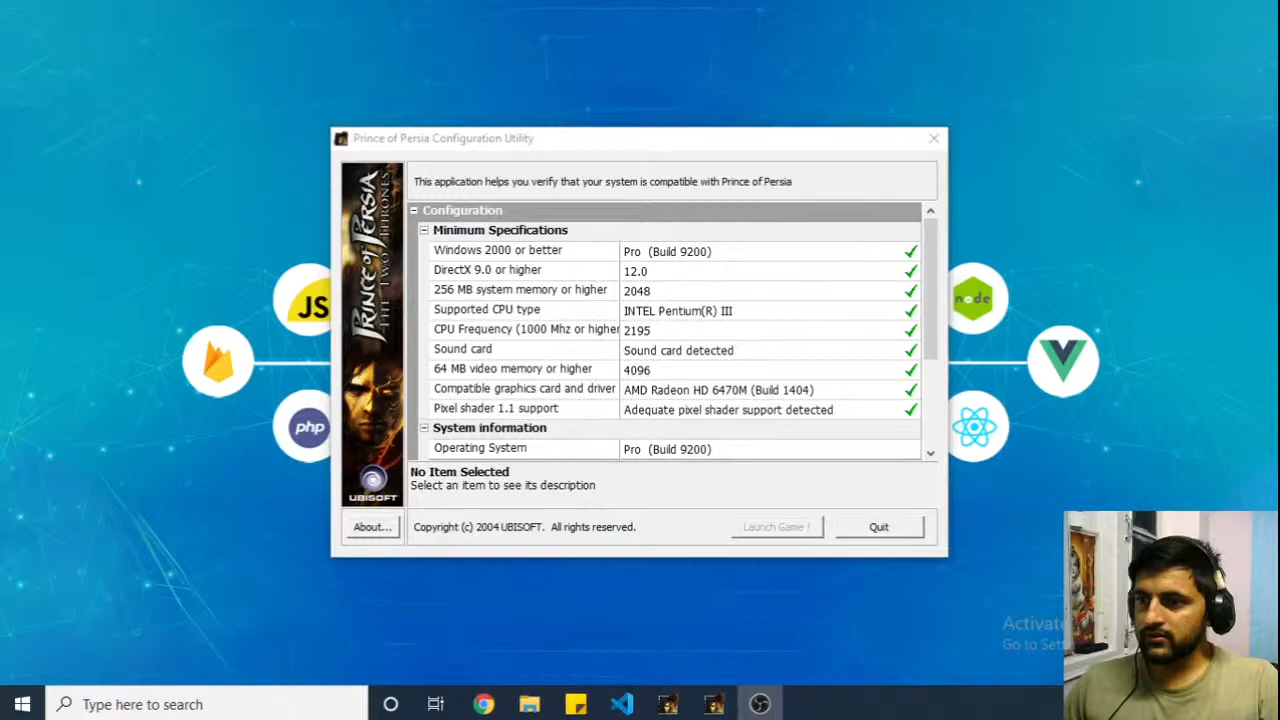 Prince of Persia Configuration Utility
This application helps you verify that your system is compatible with Prince of Persia
PRINCE OF PERSIA
THE TWO THRONES
UBISOFT
Configuration
Minimum Specifications
Windows 2000 or better Pro (Build 9200)
DirectX 9.0 or higher 12.0
256 MB system memory or higher 2048
Supported CPU type INTEL Pentium(R) III
CPU Frequency (1000 Mhz or higher 2195
Sound card Sound card detected
64 MB video memory or higher 4096
Compatible graphics card and driver AMD Radeon HD 6470M (Build 1404)
Pixel shader 1.1 support Adequate pixel shader support detected
System information
Operating System Pro (Build 9200)
No Item Selected
Select an item to see its description
About... Copyright (c) 2004 UBISOFT. All rights reserved. Launch Game ! Quit
JS
php
node
Activate
Go to Sett
Type here to search